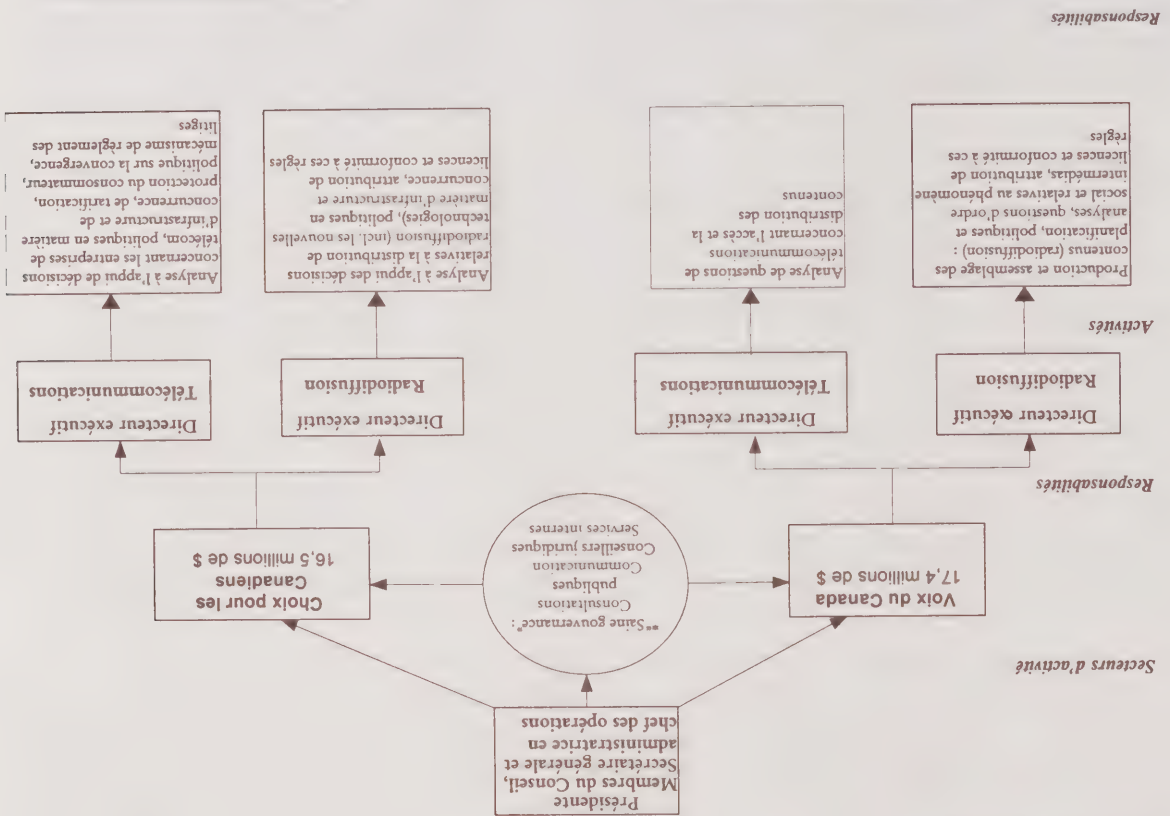 Présidente
Membres du Conseil,
Secrétaire générale et
administratrice en
chef des opérations
Secteurs d'activité
Voix du Canada
17,4 millions de $
"Saine gouvernance" :
Consultations
publiques
Communication
Conseillers juridiques
Services internes
Choix pour les
Canadiens
16,5 millions de $
Responsabilités
Directeur exécutif
Radiodiffusion
Directeur exécutif
Télécommunications
Directeur exécutif
Radiodiffusion
Directeur exécutif
Télécommunications
Activités
Production et assemblage des
contenus (radiodiffusion) :
planification, politiques et
analyses, questions d'ordre
social et relatives au phénomène
intermédias, attribution de
licences et conformité à ces
règles
Analyse de questions de
télécommunications
concernant l'accès et la
distribution des
contenus
Analyse à l'appui des décisions
relatives à la distribution de
radiodiffusion (incl. les nouvelles
technologies), politiques en
matière d'infrastructure et
concurrence, attribution de
licences et conformité à ces règles
Analyse à l'appui de décisions
concernant les entreprises de
télécom, politiques en matière
d'infrastructure et de
concurrence, de tarification,
protection du consommateur,
politique sur la convergence,
mécanisme de règlement des
litiges
Responsabilités